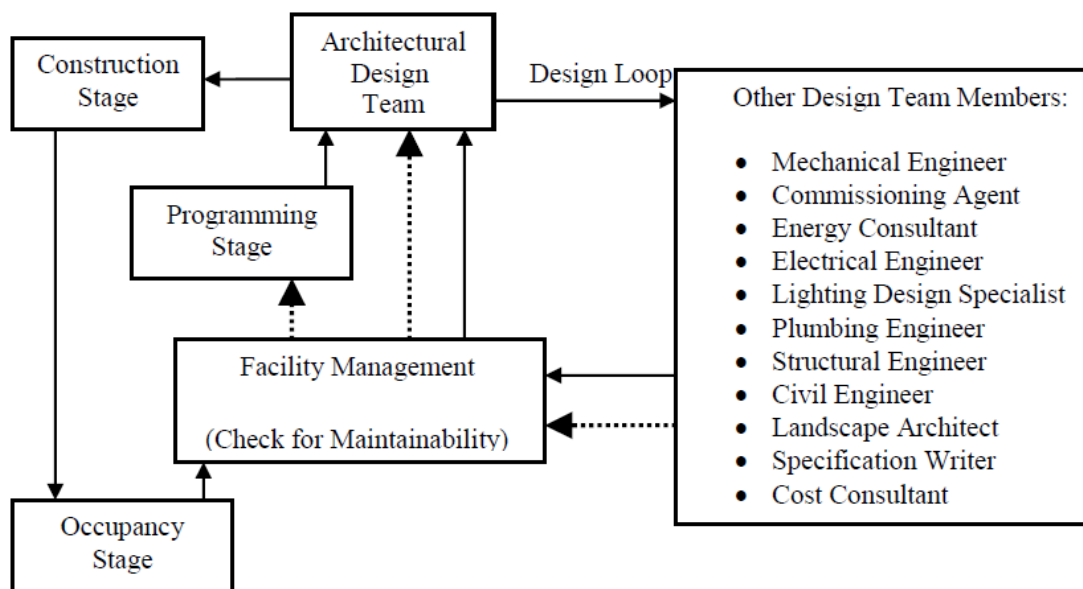 Construction
Stage
Architectural
Design
Team
Design Loop
Other Design Team Members:
• Mechanical Engineer
• Commissioning Agent
• Energy Consultant
• Electrical Engineer
• Lighting Design Specialist
• Plumbing Engineer
• Structural Engineer
• Civil Engineer
• Landscape Architect
• Specification Writer
• Cost Consultant
Programming
Stage
Facility Management
(Check for Maintainability)
Occupancy
Stage